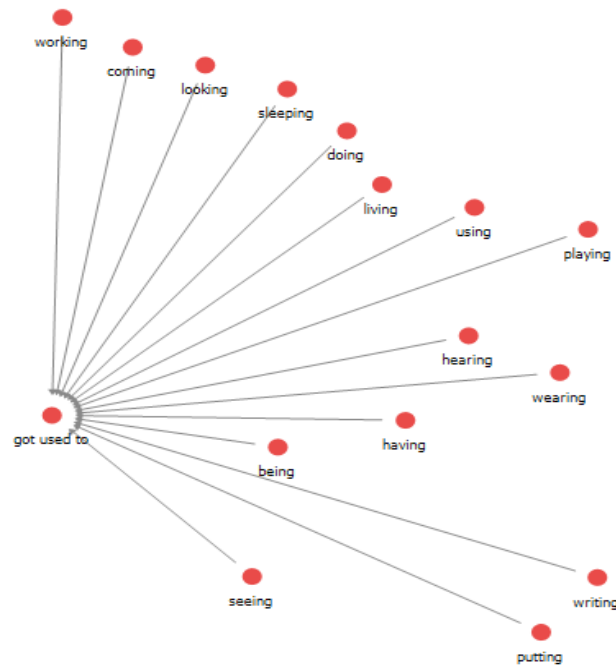 working
coming
looking
sleeping
doing
living
using
playing
hearing
wearing
got used to
having
being
seeing
writing
putting